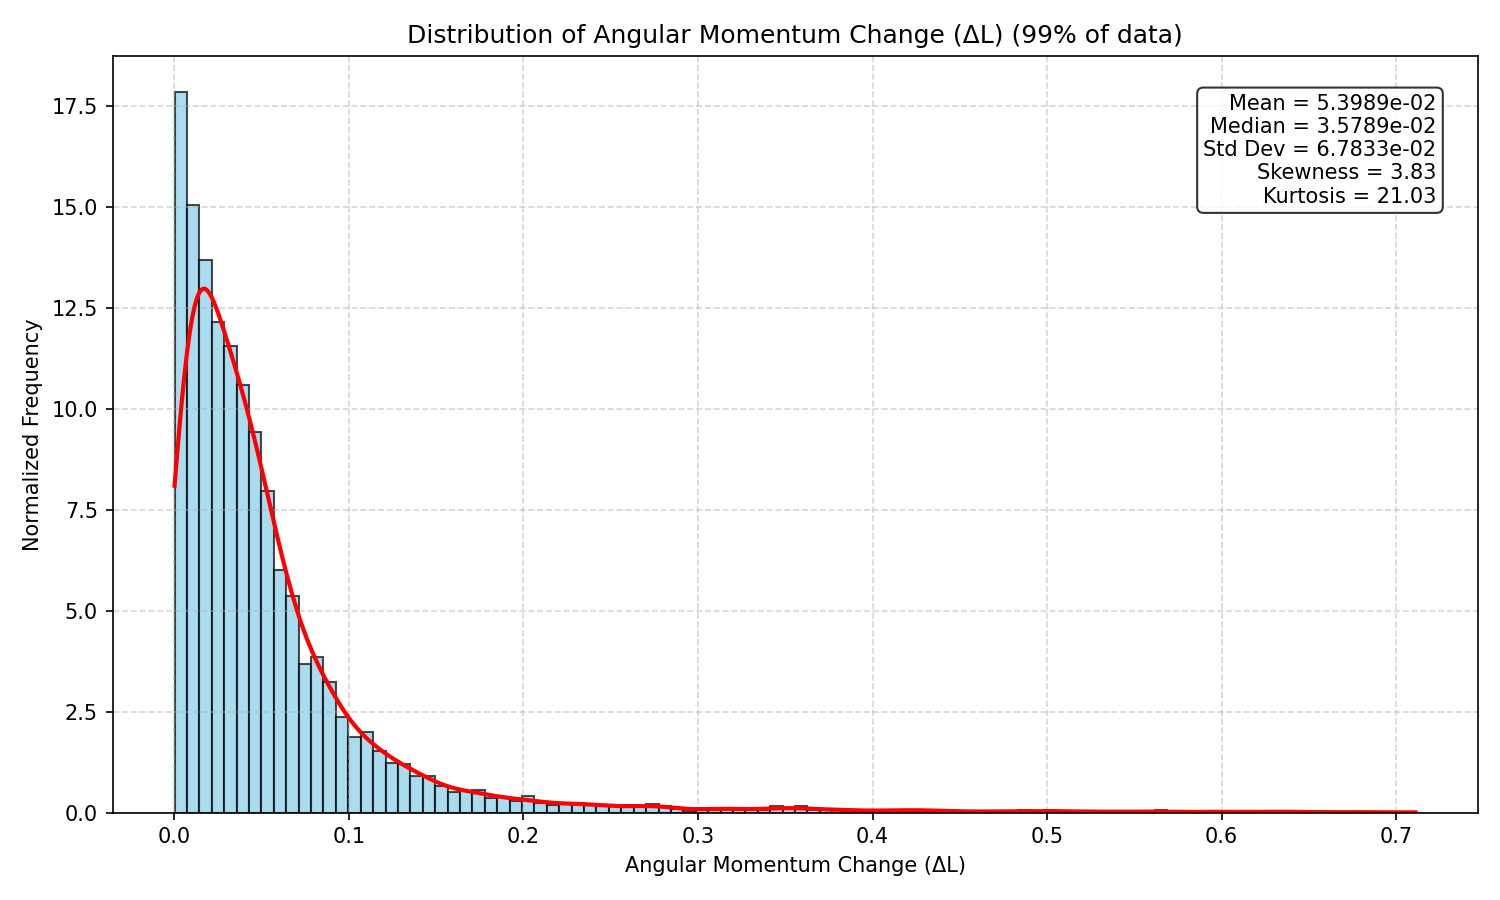 Distribution of Angular Momentum Change (ΔL) (99% of data)
Mean = 5.3989e-02
Median = 3.5789e-02
Std Dev = 6.7833e-02
Skewness = 3.83
Kurtosis = 21.03
Normalized Frequency
17.5
15.0
12.5
10.0
7.5
5.0
2.5
0.0
0.0 0.1 0.2 0.3 0.4 0.5 0.6 0.7
Angular Momentum Change (ΔL)